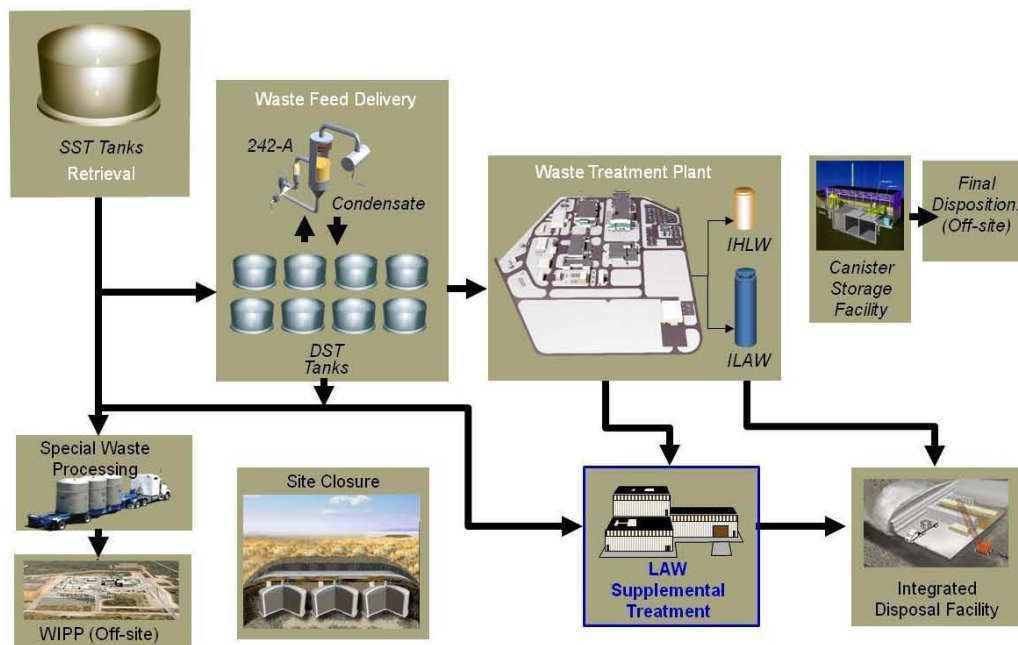 SST Tanks
Retrieval
Waste Feed Delivery
242-A
Condensate
DST
Tanks
Waste Treatment Plant
IHLW
ILAW
Canister
Storage
Facility
Final
Disposition.
(Off-site)
Special Waste
Processing
WIPP (Off-site)
Site Closure
LAW
Supplemental
Treatment
Integrated
Disposal Facility